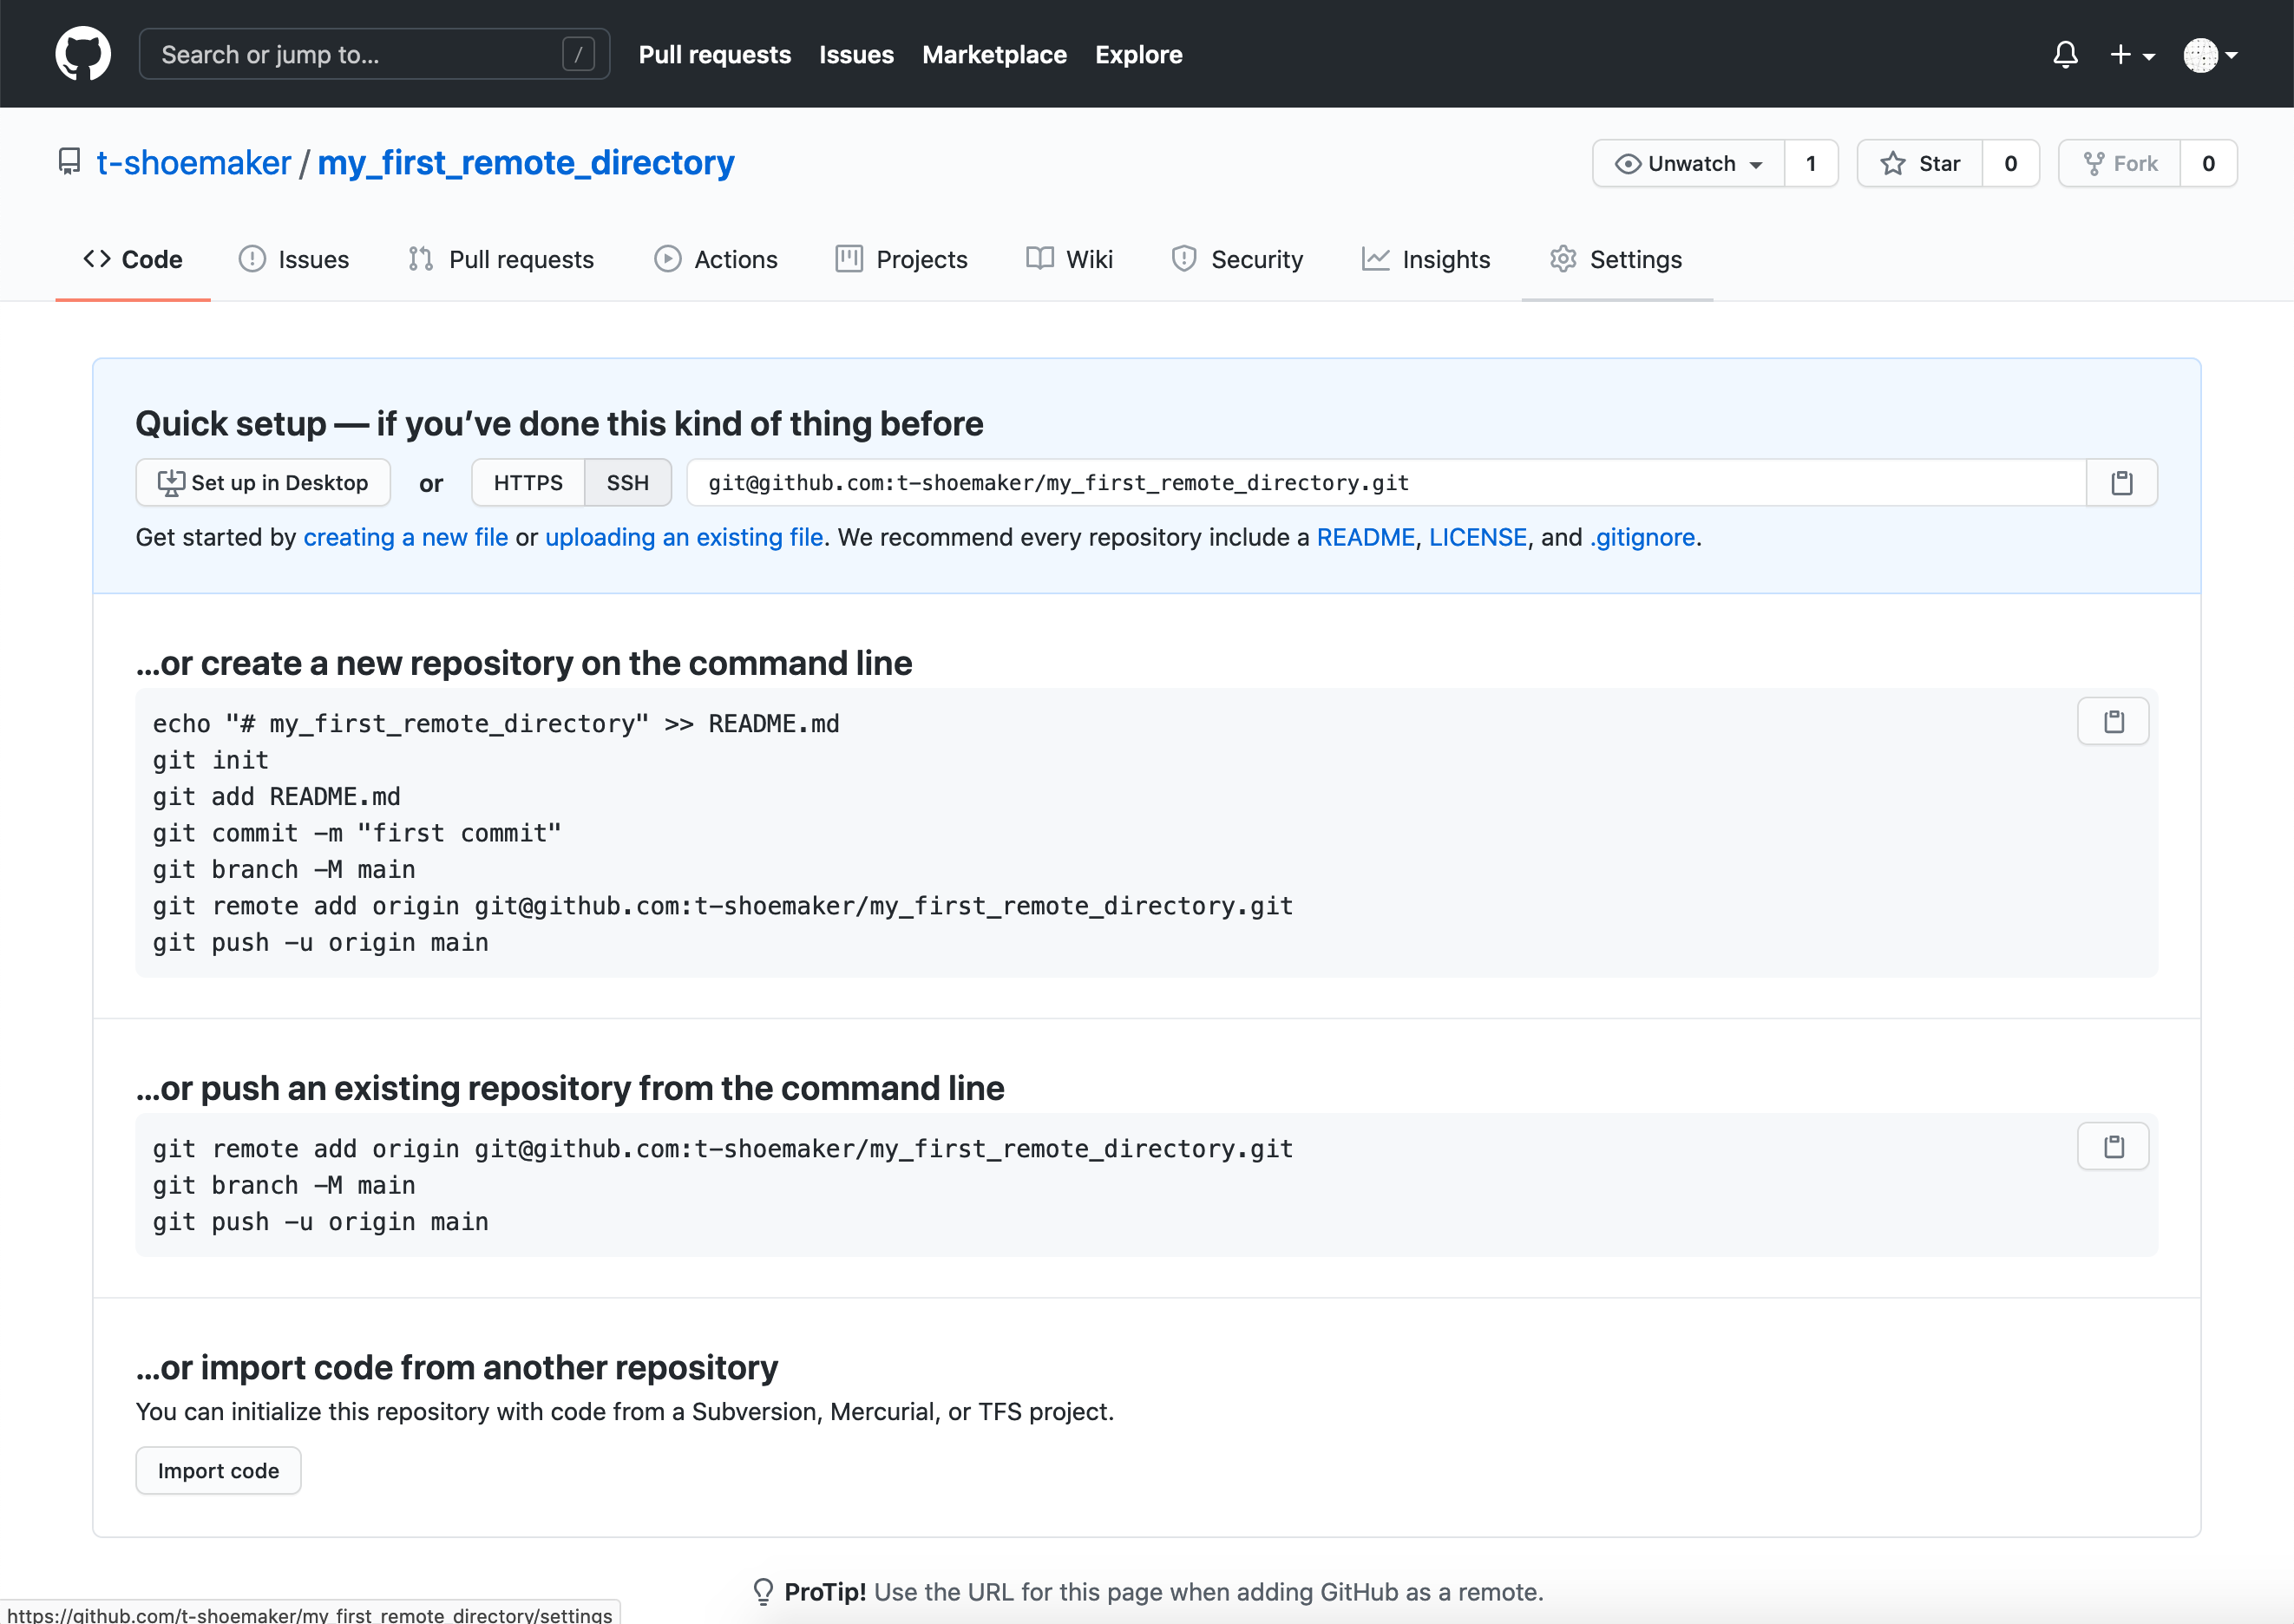 Search or jump to... / Pull requests Issues Marketplace Explore
t-shoemaker / my_first_remote_directory Unwatch 1 Star 0 Fork 0
Code Issues Pull requests Actions Projects Wiki Security Insights Settings
Quick setup — if you’ve done this kind of thing before
Set up in Desktop or HTTPS SSH git@github.com:t-shoemaker/my_first_remote_directory.git
Get started by creating a new file or uploading an existing file. We recommend every repository include a README, LICENSE, and .gitignore.
…or create a new repository on the command line
echo "# my_first_remote_directory" >> README.md
git init
git add README.md
git commit -m "first commit"
git branch -M main
git remote add origin git@github.com:t-shoemaker/my_first_remote_directory.git
git push -u origin main
…or push an existing repository from the command line
git remote add origin git@github.com:t-shoemaker/my_first_remote_directory.git
git branch -M main
git push -u origin main
…or import code from another repository
You can initialize this repository with code from a Subversion, Mercurial, or TFS project.
Import code
ProTip! Use the URL for this page when adding GitHub as a remote.
https://github.com/t-shoemaker/my_first_remote_directory/settings